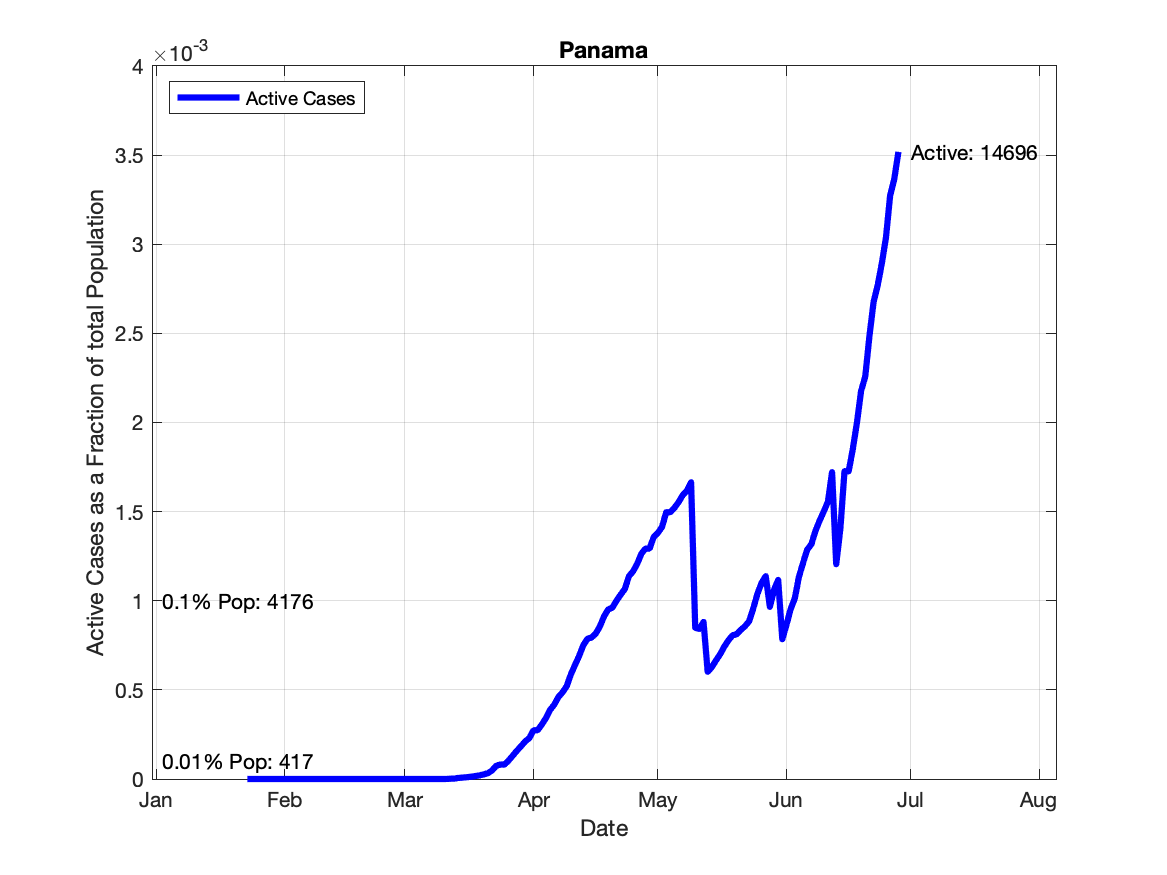 Panama
×10-3
Active Cases
4
3.5
3
2.5
2
1.5
1
0.5
0
Active: 14696
0.1% Pop: 4176
0.01% Pop: 417
Active Cases as a Fraction of total Population
Jan Feb Mar Apr May Jun Jul Aug
Date